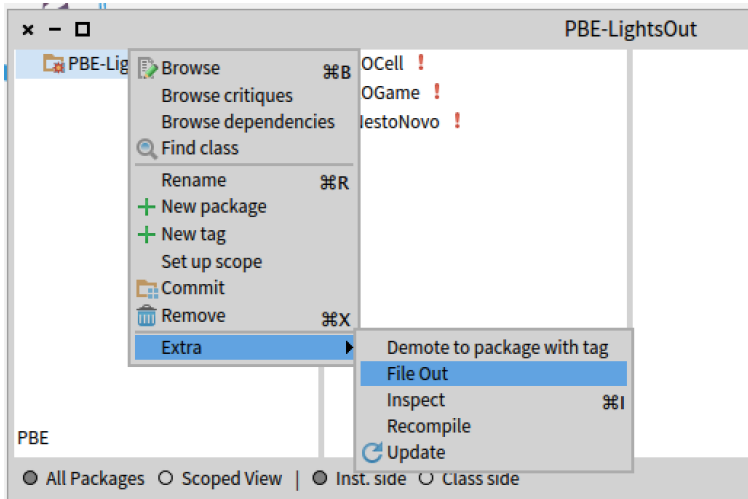 PBE-LightsOut
PBE-Lig
OCell !
OGame !
estoNovo !
Browse ⌘B
Browse critiques
Browse dependencies
Find class
Rename ⌘R
New package
New tag
Set up scope
Commit
Remove ⌘X
Extra
Demote to package with tag
File Out
Inspect ⌘I
Recompile
Update
PBE
All Packages Scoped View | Inst. side Class side